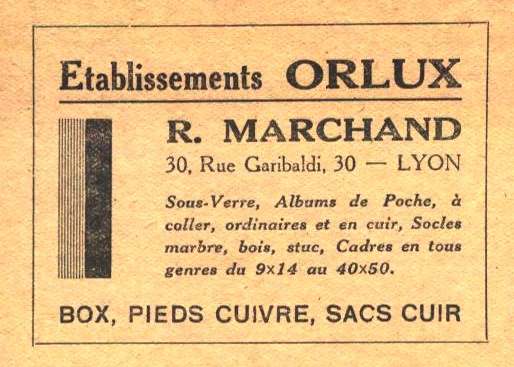 Etablissements ORLUX
R. MARCHAND
30, Rue Garibaldi, 30 — LYON
Sous-Verre, Albums de Poche, à
coller, ordinaires et en cuir, Socles
marbre, bois, stuc, Cadres en tous
genres du 9×14 au 40×50.
BOX, PIEDS CUIVRE, SACS CUIR